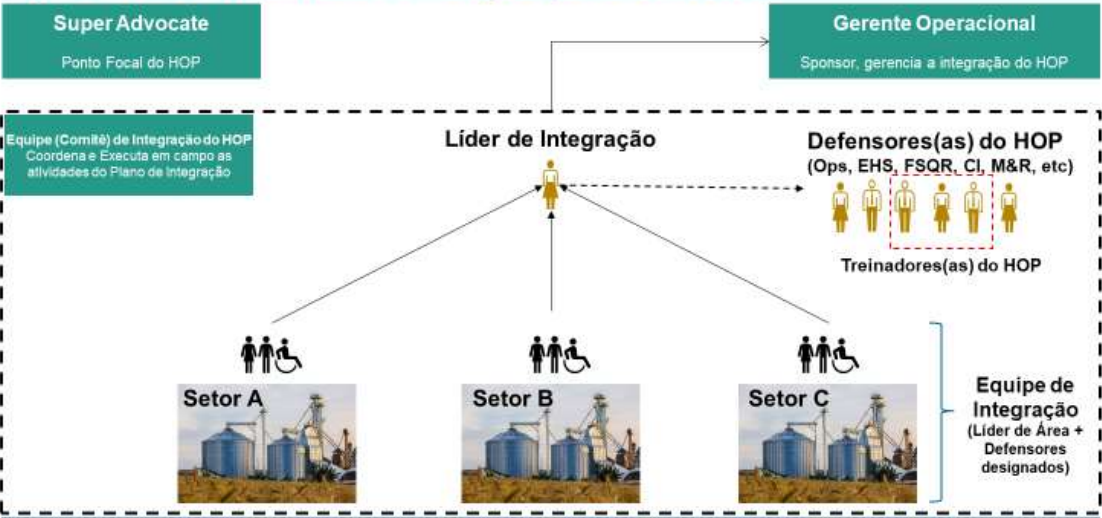 Super Advocate
Ponto Focal do HOP
Gerente Operacional
Sponsor, gerencia a integração do HOP
Equipe (Comitê) de Integração do HOP
Coordena e Executa em campo as
atividades do Plano de Integração
Líder de Integração
Defensores(as) do HOP
(Ops, EHS, FSQR, CI, M&R, etc)
Treinadores(as) do HOP
Setor A
Setor B
Setor C
Equipe de
Integração
(Líder de Área +
Defensores
designados)